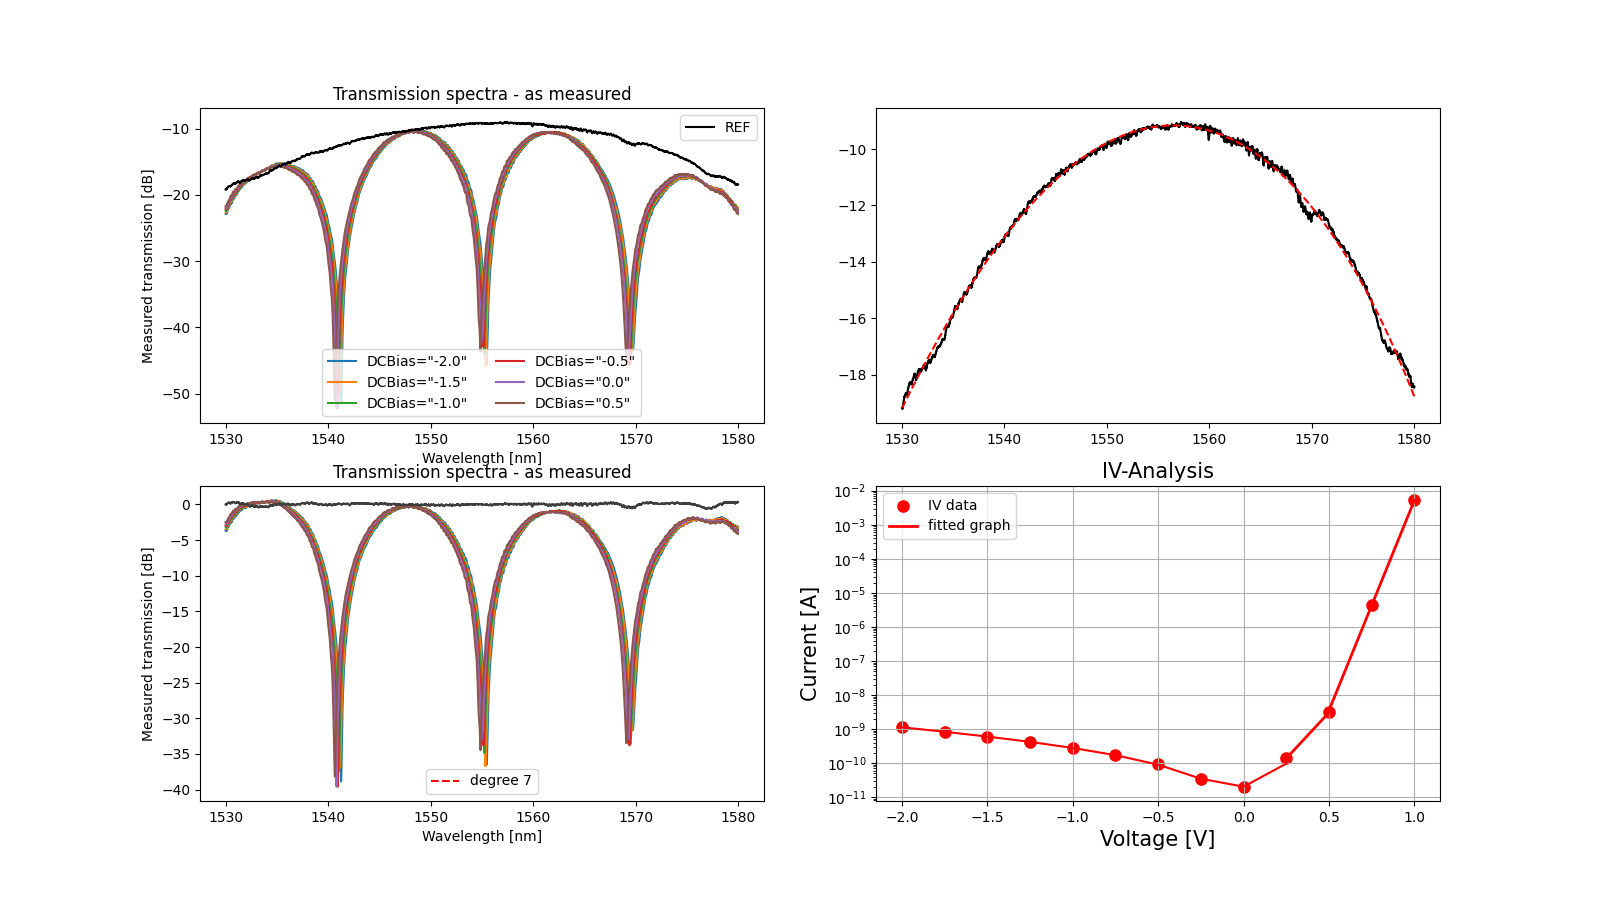 Transmission spectra - as measured
Measured transmission [dB]
−10
−20
−30
−40
−50
REF
DCBias="-2.0"
DCBias="-1.5"
DCBias="-1.0"
DCBias="-0.5"
DCBias="0.0"
DCBias="0.5"
1530 1540 1550 1560 1570 1580
Wavelength [nm]
−10
−12
−14
−16
−18
1530 1540 1550 1560 1570 1580
Transmission spectra - as measured
Measured transmission [dB]
0
−5
−10
−15
−20
−25
−30
−35
−40
degree 7
1530 1540 1550 1560 1570 1580
Wavelength [nm]
IV-Analysis
Current [A]
10⁻²
10⁻³
10⁻⁴
10⁻⁵
10⁻⁶
10⁻⁷
10⁻⁸
10⁻⁹
10⁻¹⁰
10⁻¹¹
IV data
fitted graph
−2.0 −1.5 −1.0 −0.5 0.0 0.5 1.0
Voltage [V]